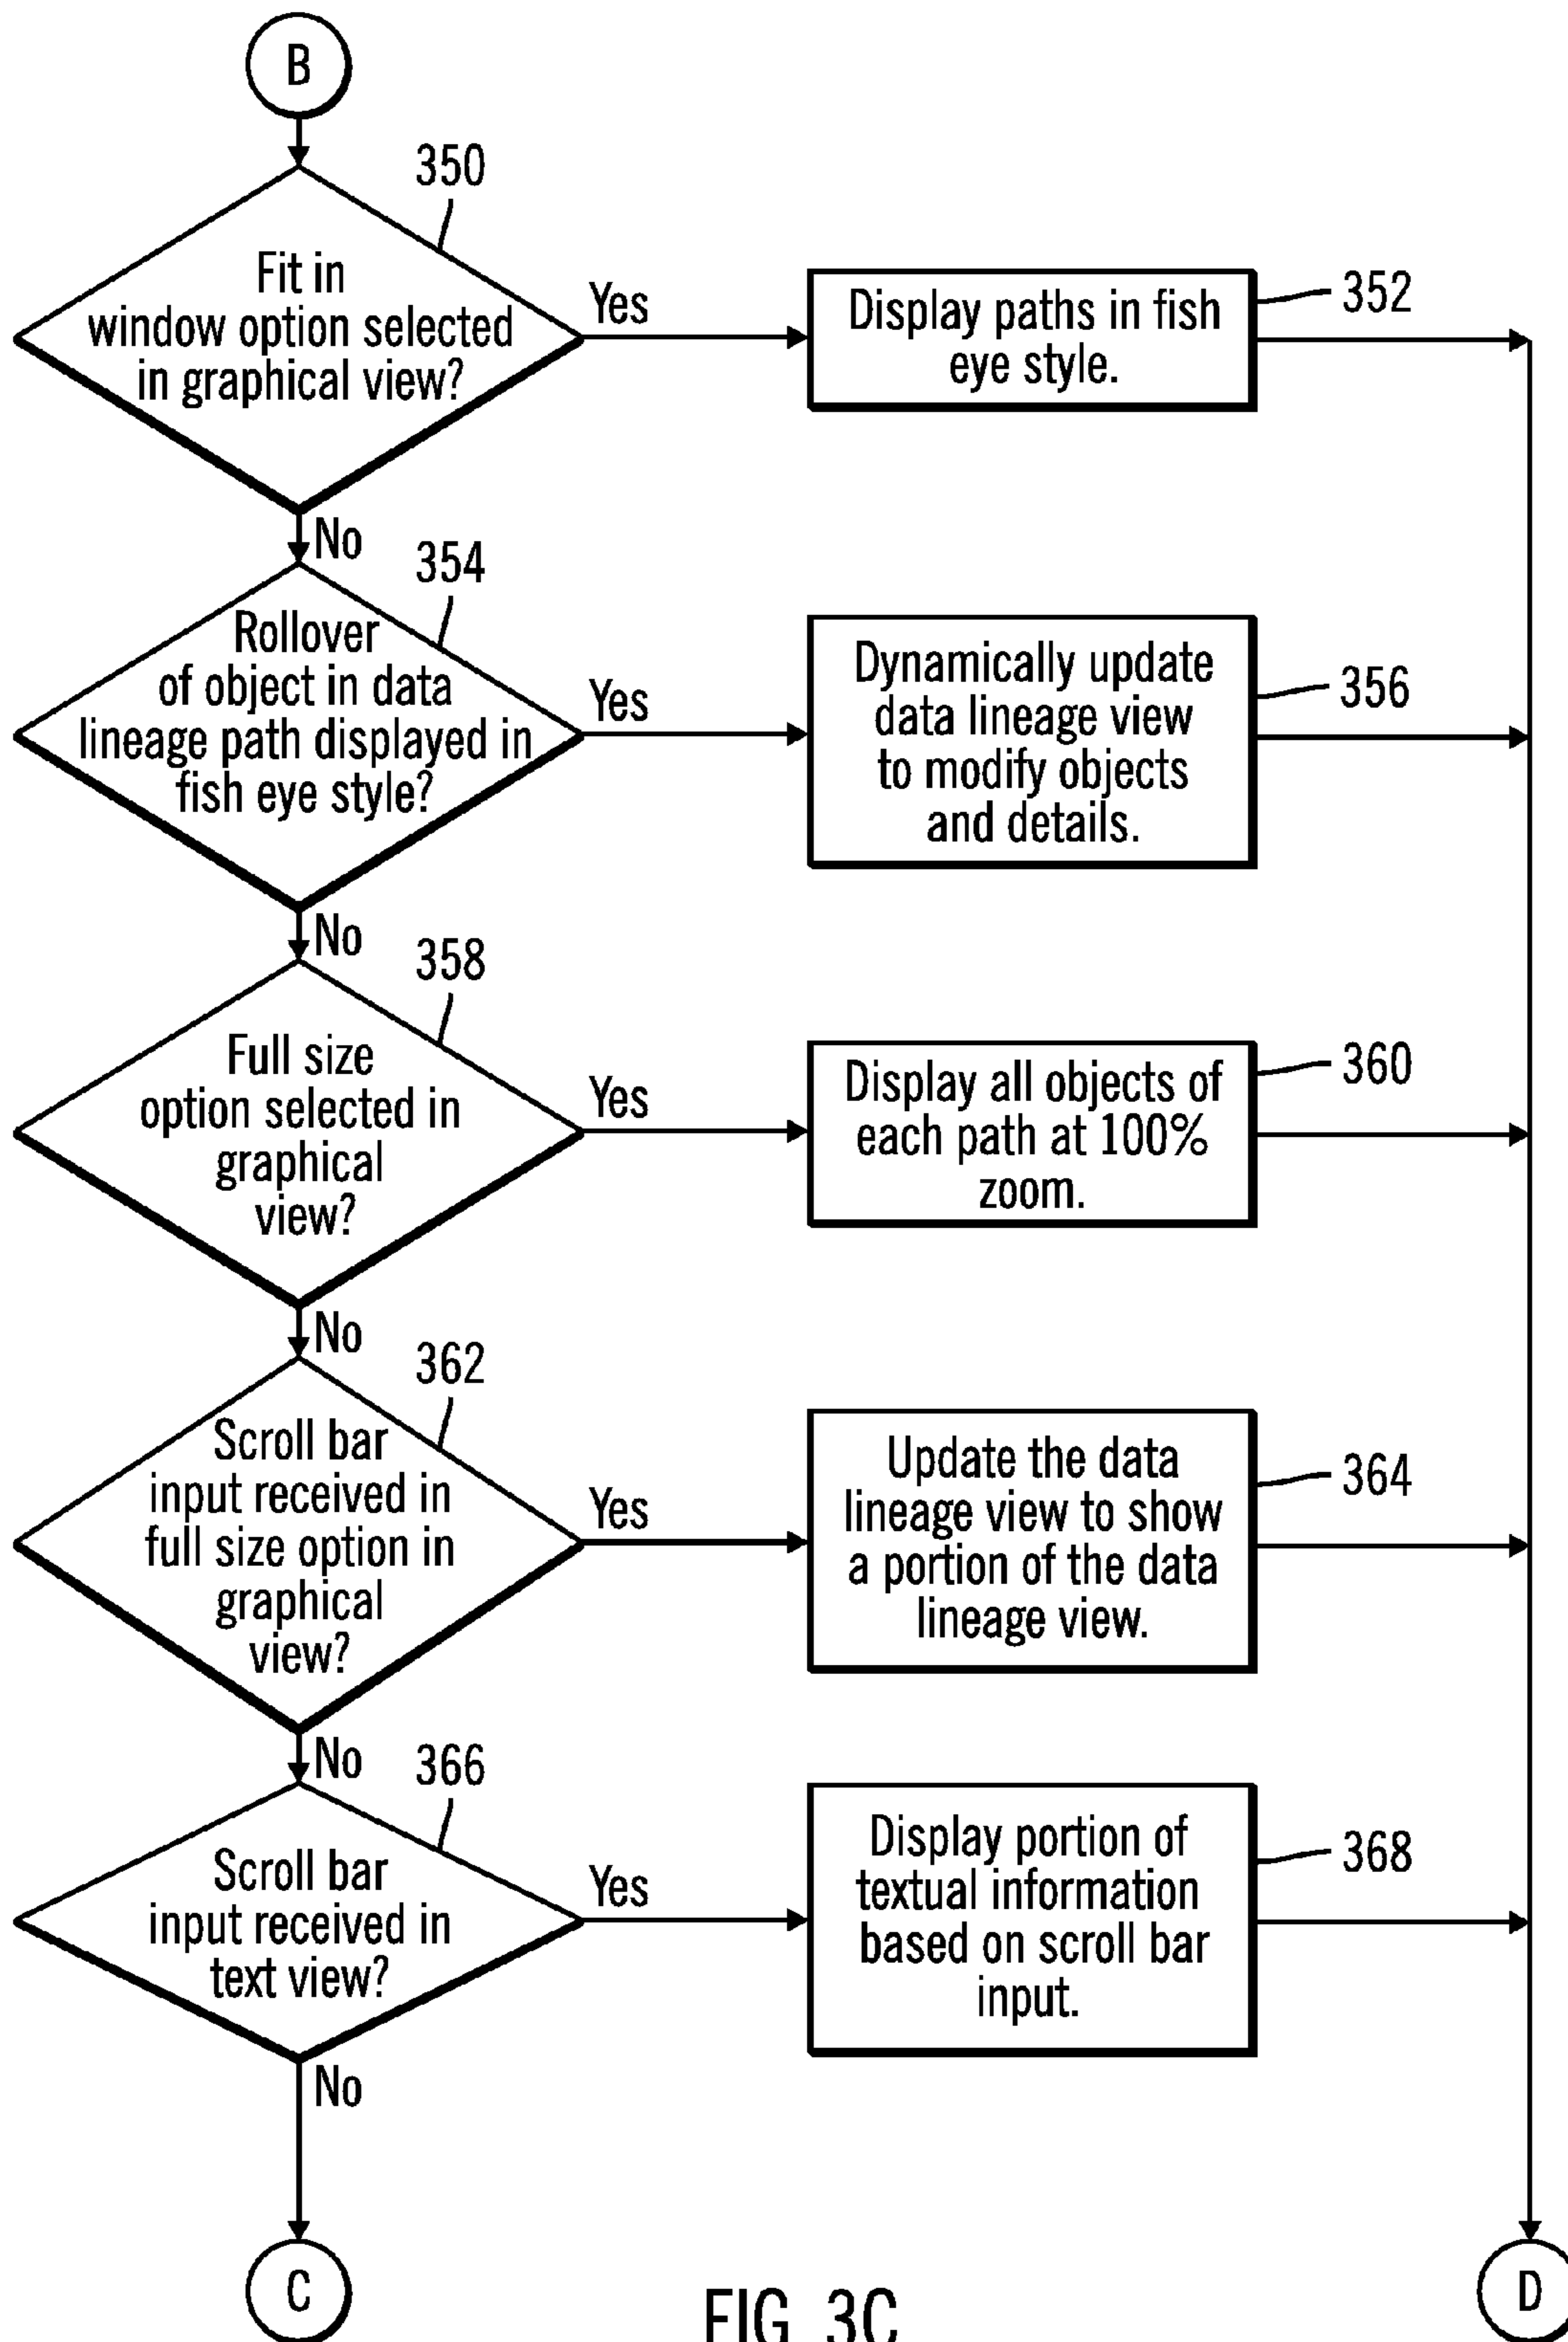 B
350
Fit in
window option selected
in graphical view?
Yes
Display paths in fish
eye style.
352
No
354
Rollover
of object in data
lineage path displayed in
fish eye style?
Yes
Dynamically update
data lineage view
to modify objects
and details.
356
No
358
Full size
option selected in
graphical
view?
Yes
Display all objects of
each path at 100%
zoom.
360
No
362
Scroll bar
input received in
full size option in
graphical
view?
Yes
Update the data
lineage view to show
a portion of the data
lineage view.
364
No
366
Scroll bar
input received in
text view?
Yes
Display portion of
textual information
based on scroll bar
input.
368
No
C
D
FIG. 3C